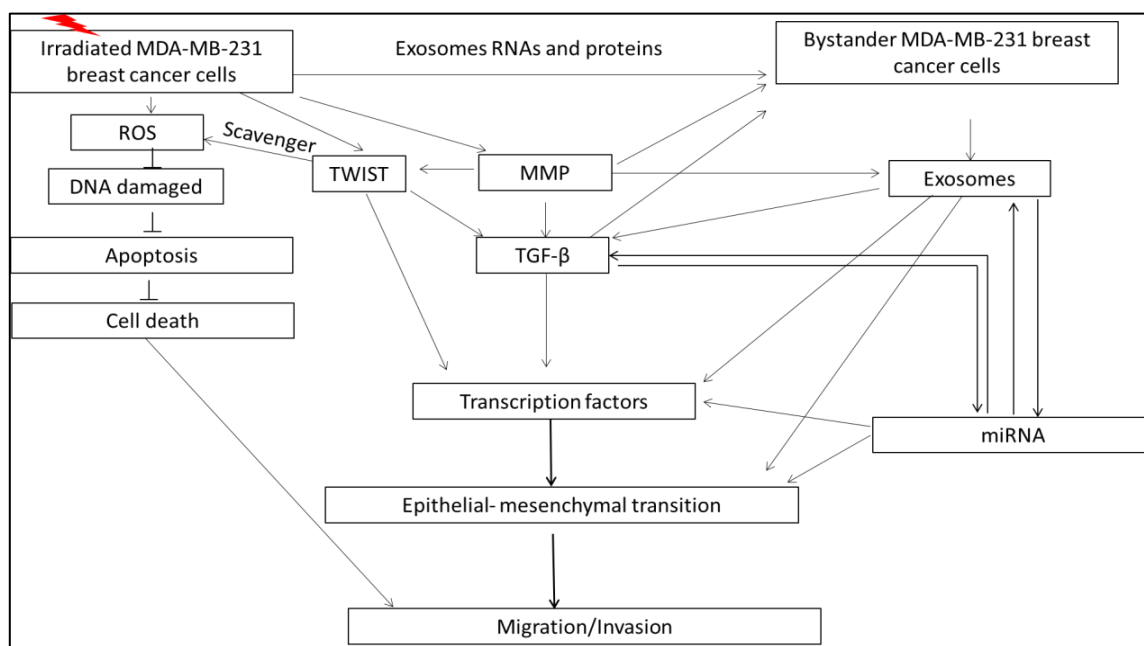 Irradiated MDA-MB-231
breast cancer cells
Exosomes RNAs and proteins
Bystander MDA-MB-231 breast
cancer cells
ROS
Scavenger
DNA damaged
TWIST
MMP
Exosomes
Apoptosis
TGF-β
Cell death
Transcription factors
miRNA
Epithelial- mesenchymal transition
Migration/Invasion